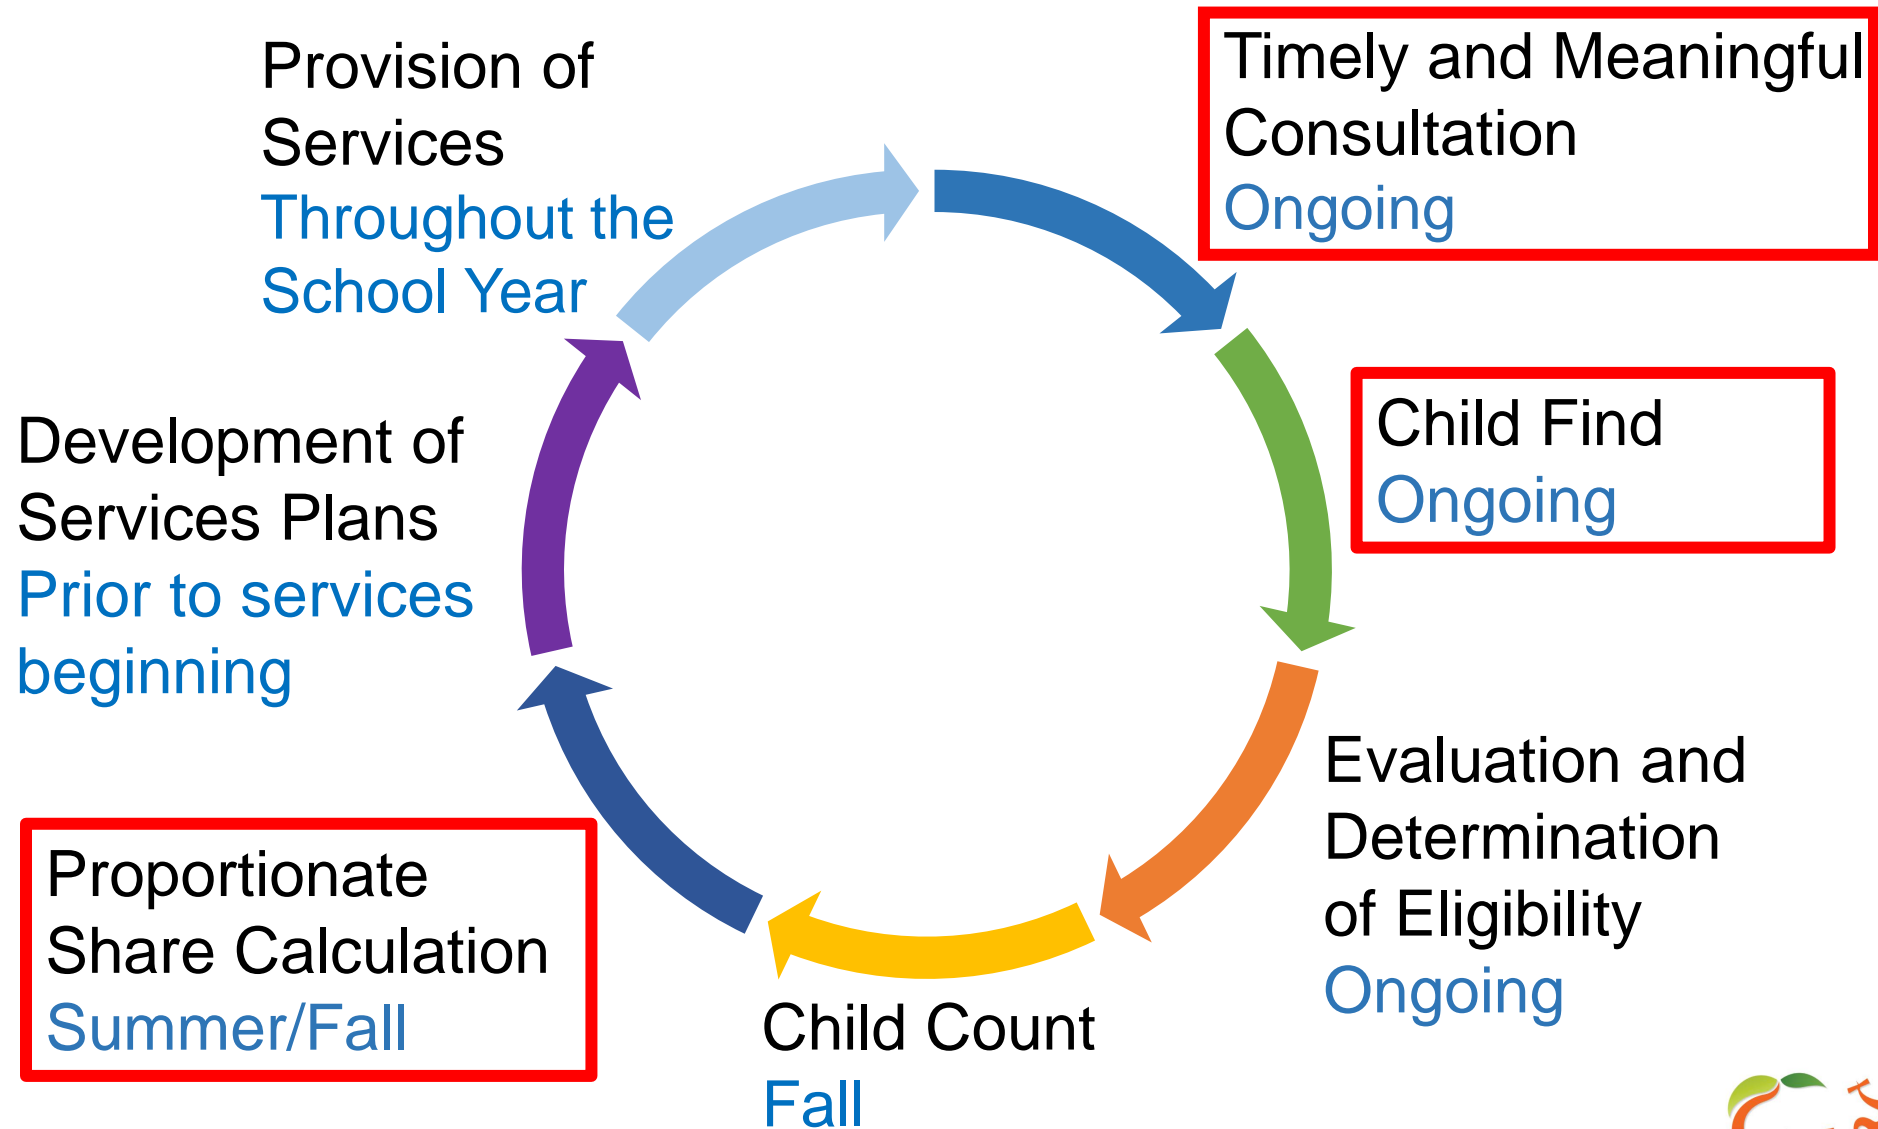 Provision of
Services
Throughout the
School Year
Timely and Meaningful
Consultation
Ongoing
Child Find
Ongoing
Evaluation and
Determination
of Eligibility
Ongoing
Child Count
Fall
Proportionate
Share Calculation
Summer/Fall
Development of
Services Plans
Prior to services
beginning